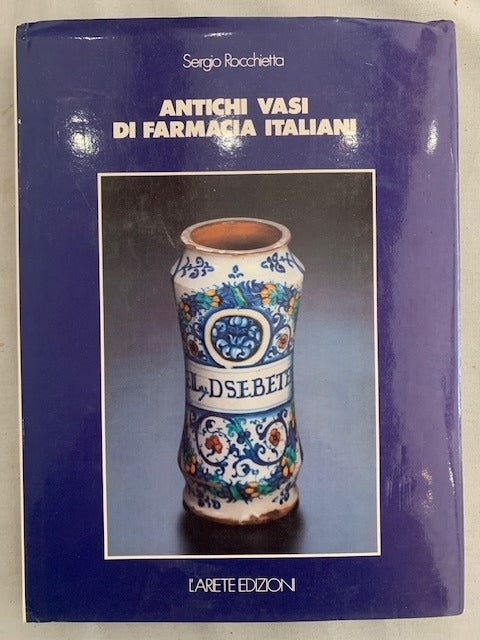 Sergio Rocchietta
ANTICHI VASI
DI FARMACIA ITALIANI
DSEBETE
L'ARIETE EDIZIONI